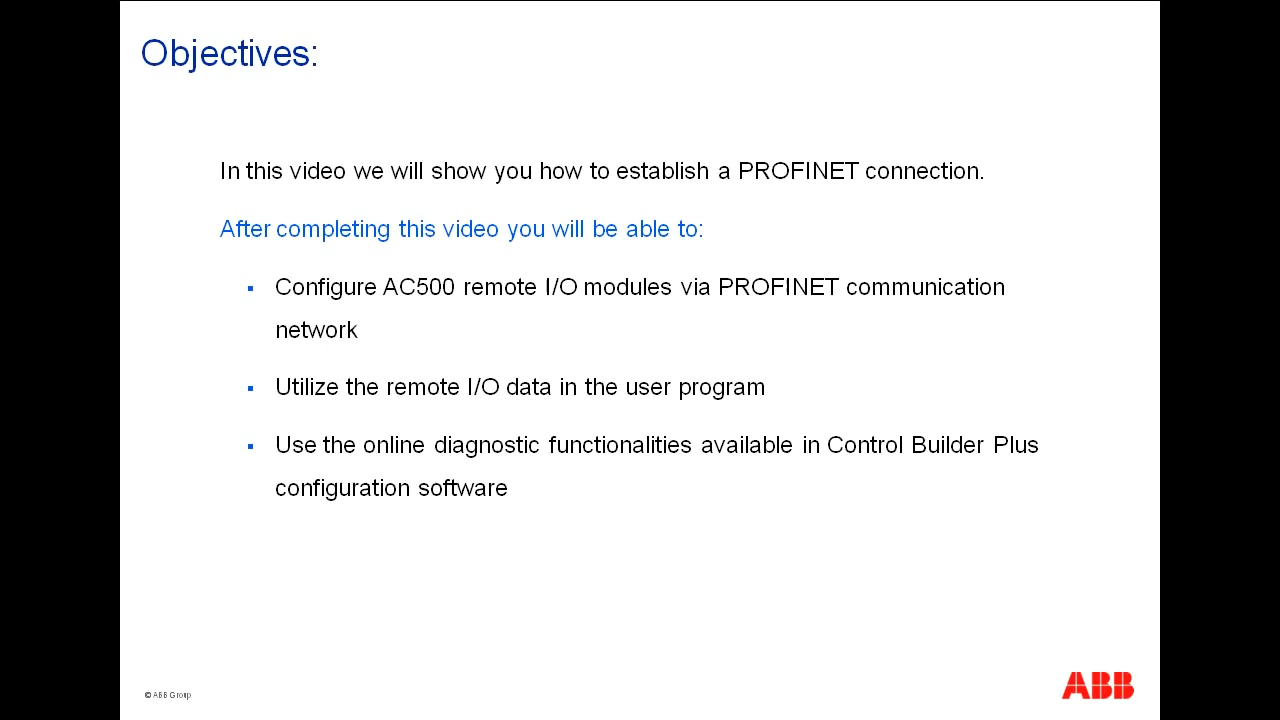 Objectives:
In this video we will show you how to establish a PROFINET connection.
After completing this video you will be able to:
▪ Configure AC500 remote I/O modules via PROFINET communication
network
▪ Utilize the remote I/O data in the user program
▪ Use the online diagnostic functionalities available in Control Builder Plus
configuration software
© ABB Group
ABB